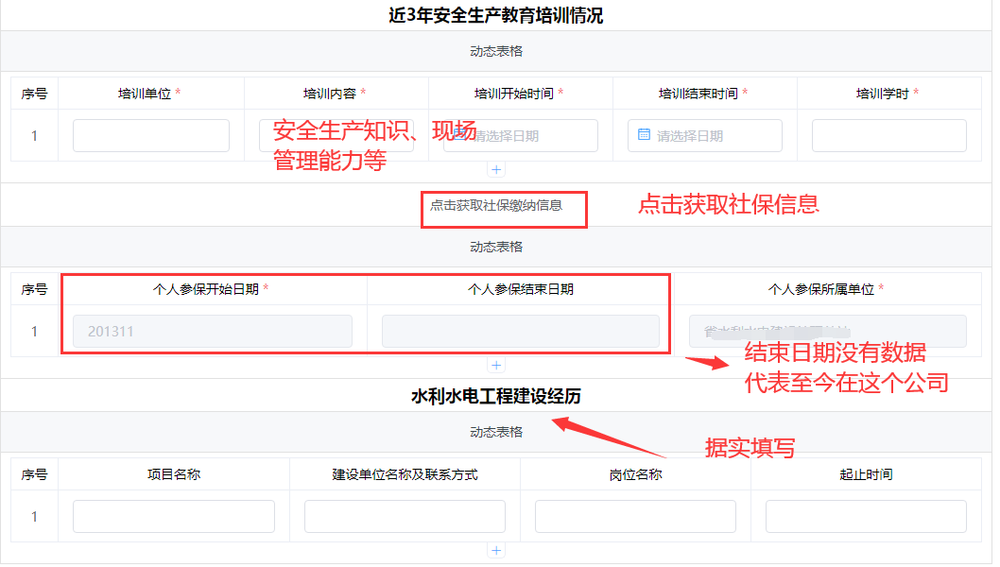 近3年安全生产教育培训情况
动态表格
序号 培训单位 * 培训内容 * 培训开始时间 * 培训结束时间 * 培训学时 *
1 请选择日期 请选择日期
安全生产知识、现场
管理能力等
+
点击获取社保缴纳信息
点击获取社保信息
动态表格
序号 个人参保开始日期 * 个人参保结束日期 个人参保所属单位 *
1 201311
+
结束日期没有数据
代表至今在这个公司
水利水电工程建设经历
动态表格
据实填写
序号 项目名称 建设单位名称及联系方式 岗位名称 起止时间
1
+